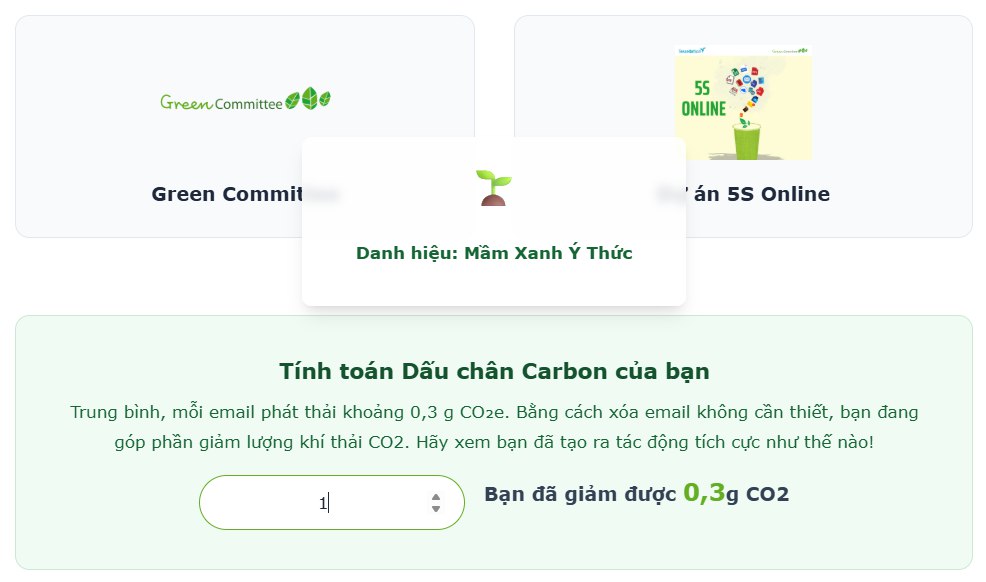 Green Committee
5S
ONLINE
Green Commit
án 5S Online
Danh hiệu: Mầm Xanh Ý Thức
Tính toán Dấu chân Carbon của bạn
Trung bình, mỗi email phát thải khoảng 0,3 g CO₂e. Bằng cách xóa email không cần thiết, bạn đang
góp phần giảm lượng khí thải CO2. Hãy xem bạn đã tạo ra tác động tích cực như thế nào!
1
Bạn đã giảm được 0,3g CO2